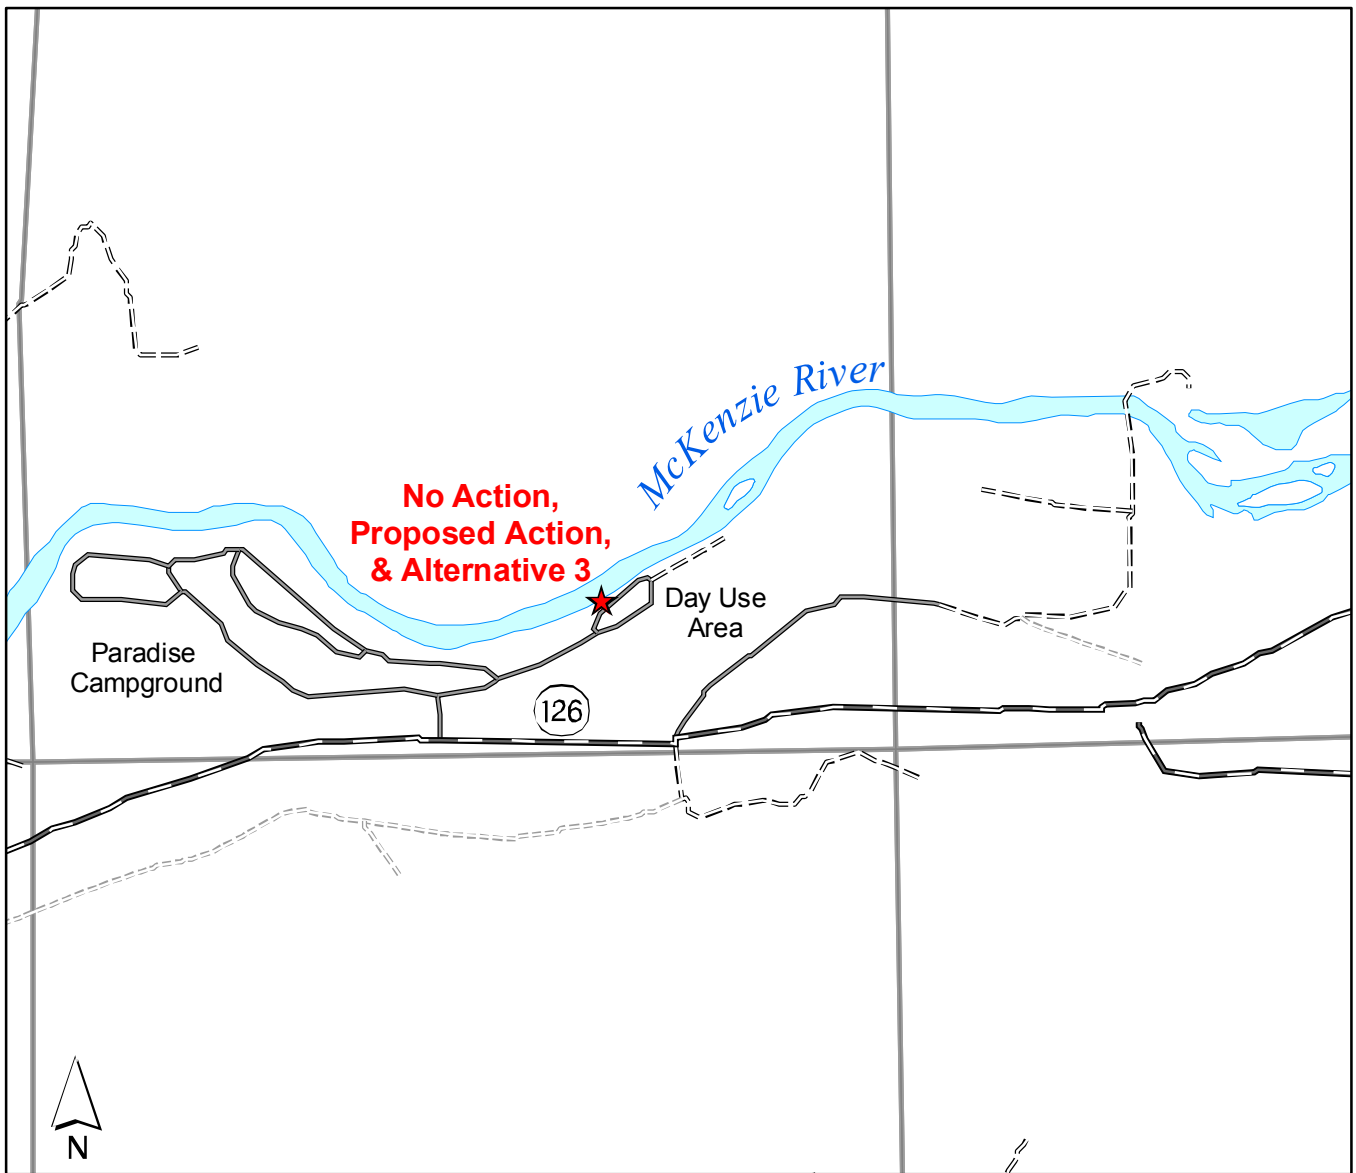 McKenzie River
No Action,
Proposed Action,
& Alternative 3
Day Use
Area
Paradise
Campground
126
N